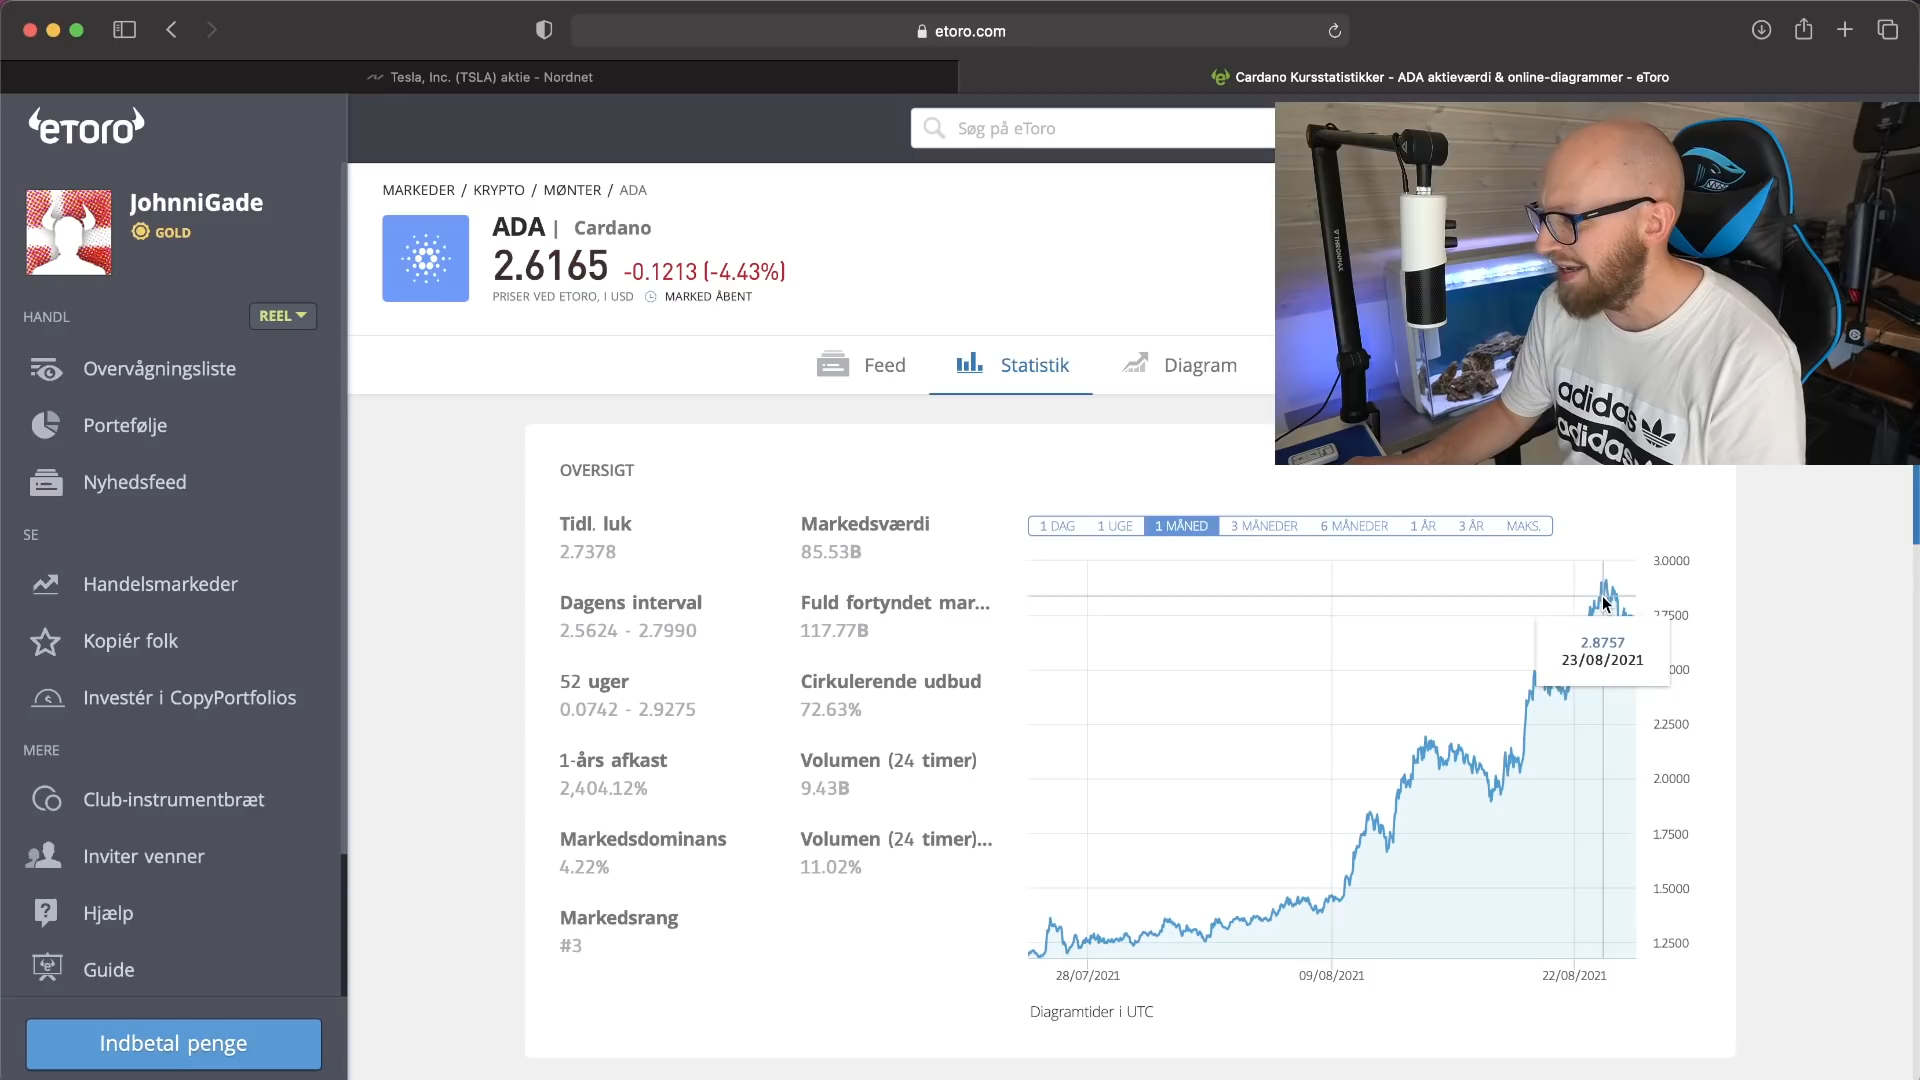 etoro.com
Tesla, Inc. (TSLA) aktie - Nordnet
Cardano Kursstatistikker - ADA aktieværdi & online-diagrammer - eToro
eToro
Søg på eToro
JohnniGade
GOLD
HANDL
REEL
Overvågningsliste
Portefølje
Nyhedsfeed
SE
Handelsmarkeder
Kopiér folk
Investér i CopyPortfolios
MERE
Club-instrumentbræt
Inviter venner
Hjælp
Guide
Indbetal penge
MARKEDER / KRYPTO / MØNTER / ADA
ADA | Cardano
2.6165 -0.1213 (-4.43%)
PRISER VED ETORO, I USD MARKED ÅBENT
Feed
Statistik
Diagram
OVERSIGT
Tidl. luk
2.7378
Dagens interval
2.5624 - 2.7990
52 uger
0.0742 - 2.9275
1-års afkast
2,404.12%
Markedsdominans
4.22%
Markedsrang
#3
Markedsværdi
85.53B
Fuld fortyndet mar...
117.77B
Cirkulerende udbud
72.63%
Volumen (24 timer)
9.43B
Volumen (24 timer)...
11.02%
1 DAG 1 UGE 1 MÅNED 3 MÅNEDER 6 MÅNEDER 1 ÅR 3 ÅR MAKS.
3.0000
2.7500
2.8757
23/08/2021
2.2500
2.0000
1.7500
1.5000
1.2500
28/07/2021 09/08/2021 22/08/2021
Diagramtider i UTC
THRONMAX
adidas
adidas